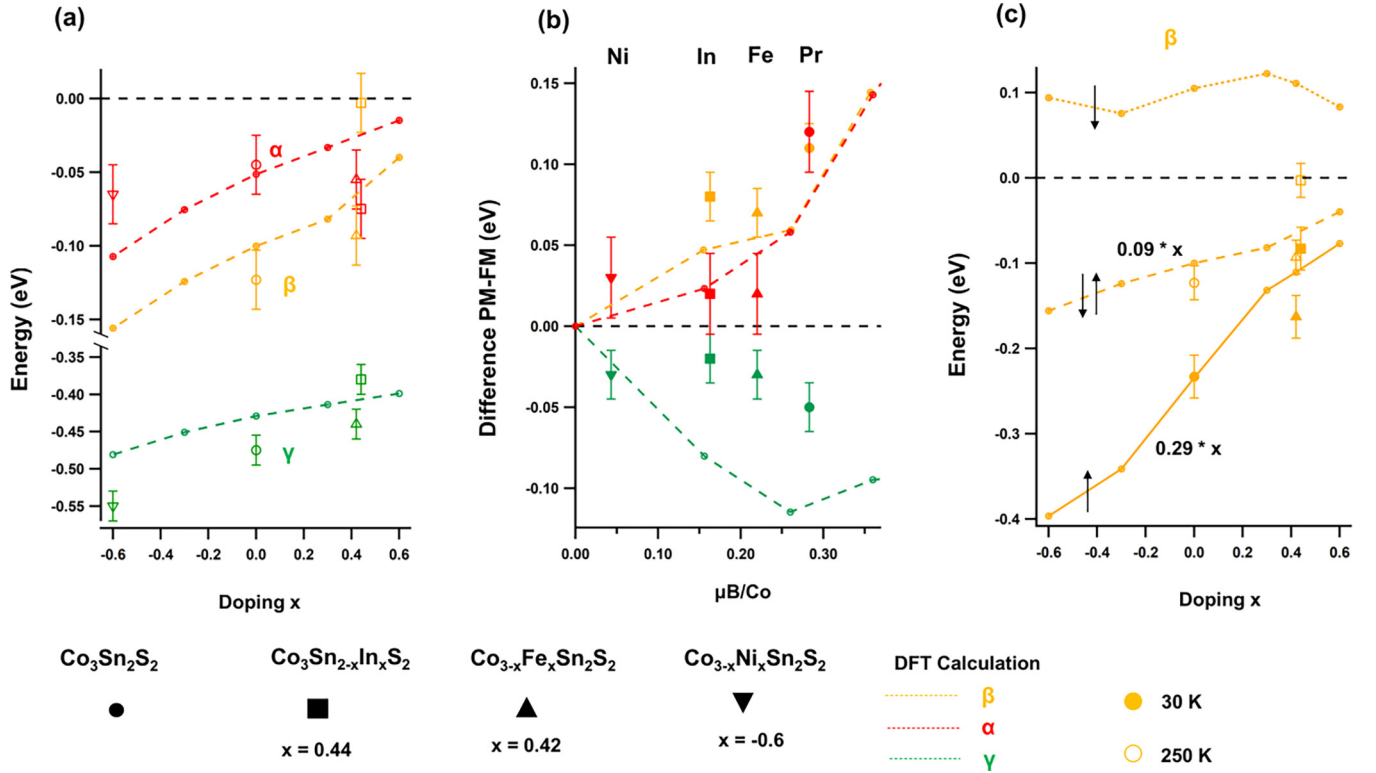 (a)
0.00
-0.05
-0.10
-0.15
-0.35
-0.40
-0.45
-0.50
-0.55
Energy (eV)
α
β
γ
-0.6 -0.4 -0.2 0.0 0.2 0.4 0.6
Doping x
(b)
Ni In Fe Pr
0.15
0.10
0.05
0.00
-0.05
-0.10
Difference PM-FM (eV)
0.00 0.10 0.20 0.30
µB/Co
(c)
β
0.1
0.0
-0.1
-0.2
-0.3
-0.4
Energy (eV)
0.09 * x
0.29 * x
-0.6 -0.4 -0.2 0.0 0.2 0.4 0.6
Doping x
Co₃Sn₂S₂
Co₃Sn₂₋ₓInₓS₂
x = 0.44
Co₃₋ₓFeₓSn₂S₂
x = 0.42
Co₃₋ₓNiₓSn₂S₂
x = -0.6
DFT Calculation
β
α
γ
30 K
250 K